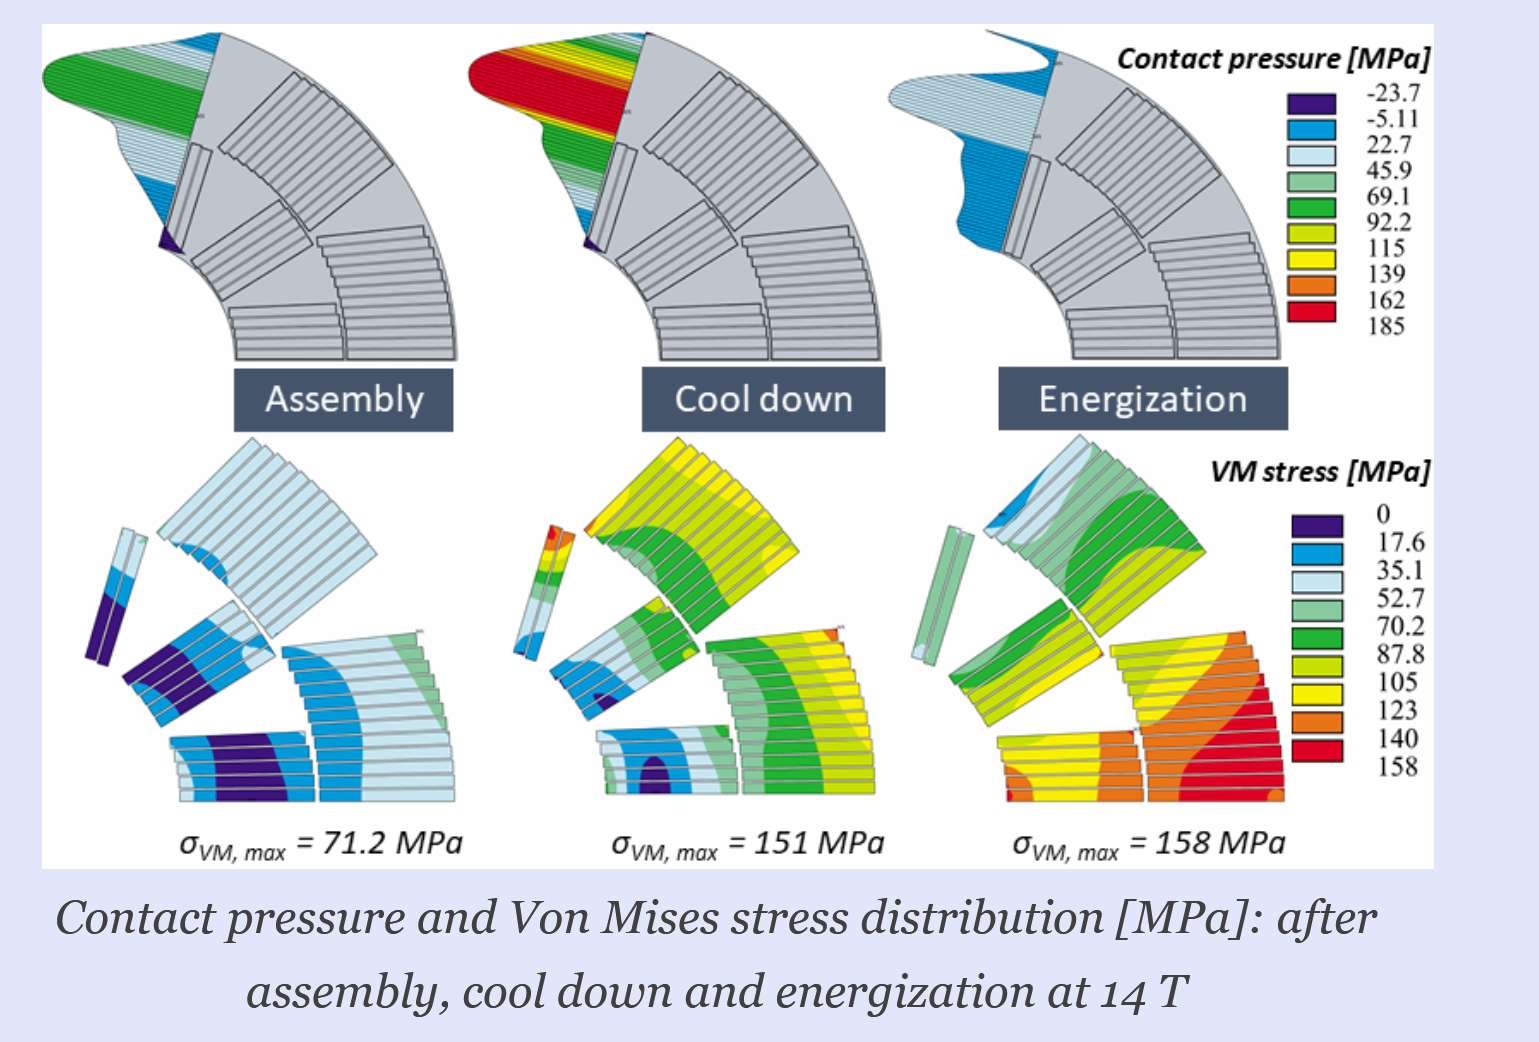 Contact pressure [MPa]
-23.7
-5.11
22.7
45.9
69.1
92.2
115
139
162
185
Assembly
Cool down
Energization
VM stress [MPa]
0
17.6
35.1
52.7
70.2
87.8
105
123
140
158
σVM, max = 71.2 MPa
σVM, max = 151 MPa
σVM, max = 158 MPa
Contact pressure and Von Mises stress distribution [MPa]: after
assembly, cool down and energization at 14 T